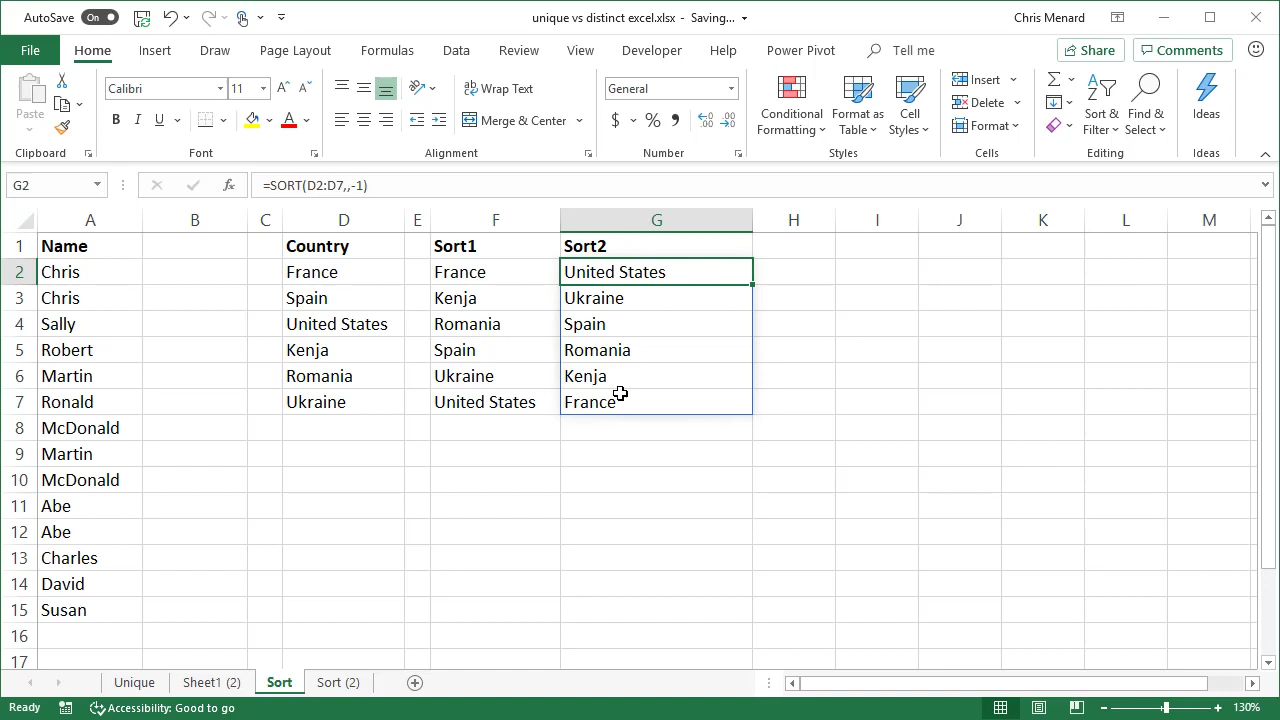 AutoSave On unique vs distinct excel.xlsx - Saving... Chris Menard
File Home Insert Draw Page Layout Formulas Data Review View Developer Help Power Pivot Tell me Share Comments
Calibri 11 Wrap Text General Insert
Paste B I U Merge & Center $ % Conditional Formatting Format as Table Cell Styles Delete Sort & Filter Find & Select Ideas
Format
Clipboard Font Alignment Number Styles Cells Editing Ideas
G2 fx =SORT(D2:D7,,-1)
A B C D E F G H I J K L M
1 Name Country Sort1 Sort2
2 Chris France France United States
3 Chris Spain Kenja Ukraine
4 Sally United States Romania Spain
5 Robert Kenja Spain Romania
6 Martin Romania Ukraine Kenja
7 Ronald Ukraine United States France
8 McDonald
9 Martin
10 McDonald
11 Abe
12 Abe
13 Charles
14 David
15 Susan
16
17
Unique Sheet1 (2) Sort Sort (2)
Ready Accessibility: Good to go 130%